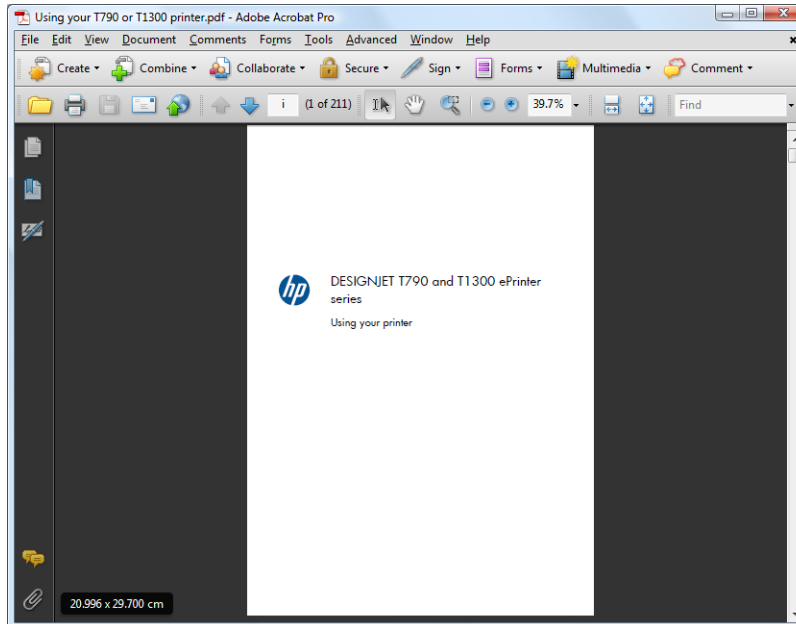 Using your T790 or T1300 printer.pdf - Adobe Acrobat Pro
File Edit View Document Comments Forms Tools Advanced Window Help
Create Combine Collaborate Secure Sign Forms Multimedia Comment
i (1 of 211) 39.7% Find
hp
DESIGNJET T790 and T1300 ePrinter
series
Using your printer
20.996 x 29.700 cm